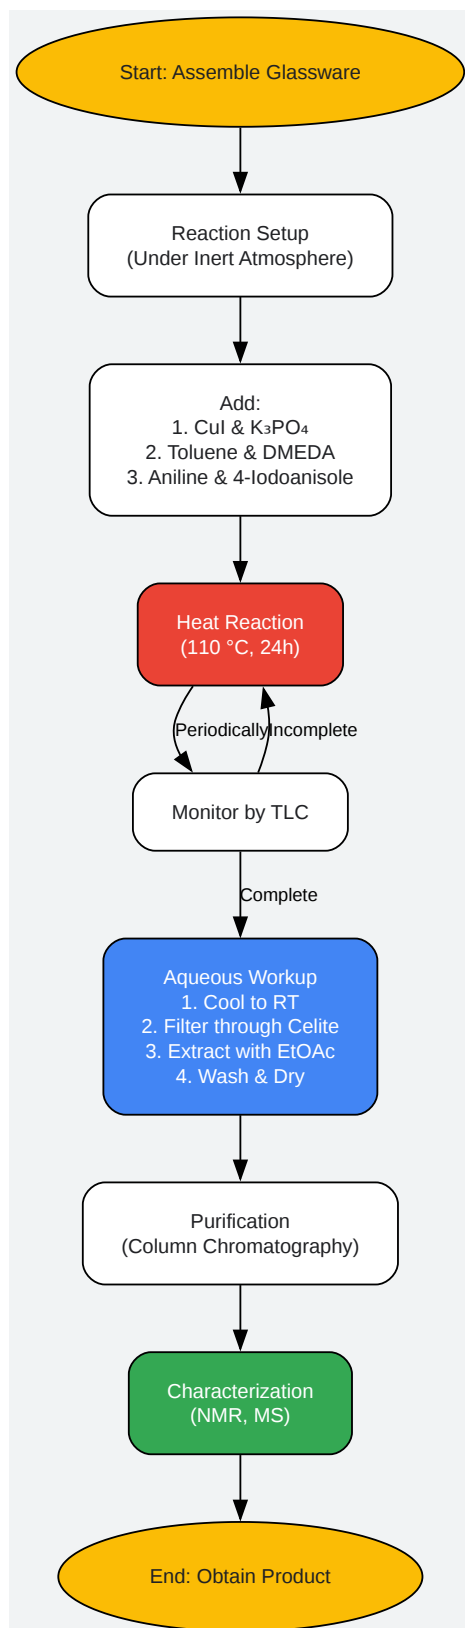 Start: Assemble Glassware
Reaction Setup
(Under Inert Atmosphere)
Add:
1. CuI & K₃PO₄
2. Toluene & DMEDA
3. Aniline & 4-Iodoanisole
Heat Reaction
(110 °C, 24h)
Periodically
Incomplete
Monitor by TLC
Complete
Aqueous Workup
1. Cool to RT
2. Filter through Celite
3. Extract with EtOAc
4. Wash & Dry
Purification
(Column Chromatography)
Characterization
(NMR, MS)
End: Obtain Product